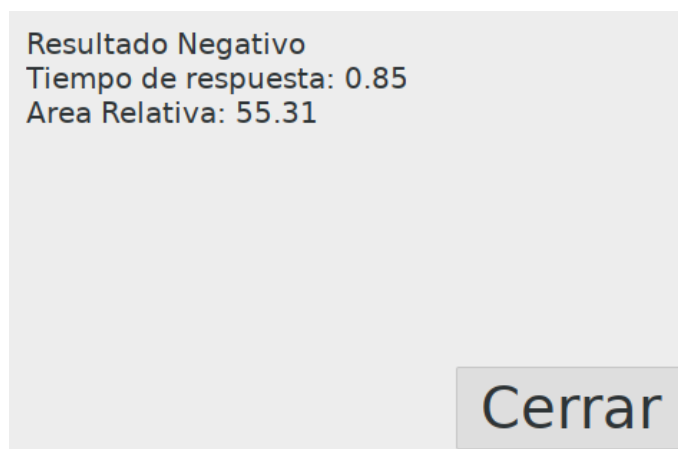 Resultado Negativo
Tiempo de respuesta: 0.85
Area Relativa: 55.31
Cerrar